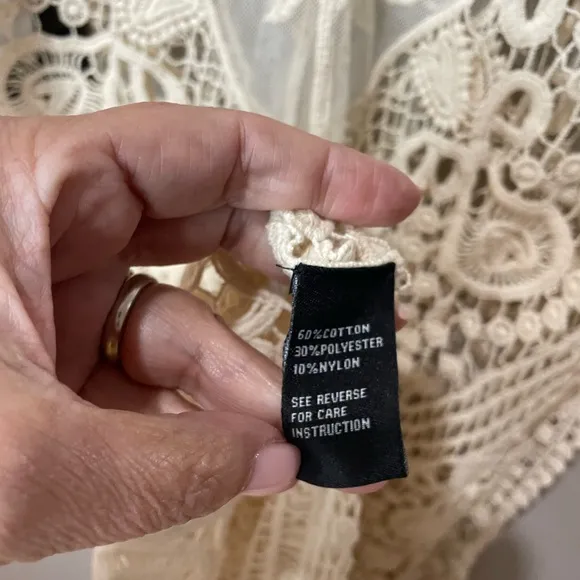 60%COTTON
30%POLYESTER
10%NYLON
SEE REVERSE
FOR CARE
INSTRUCTION